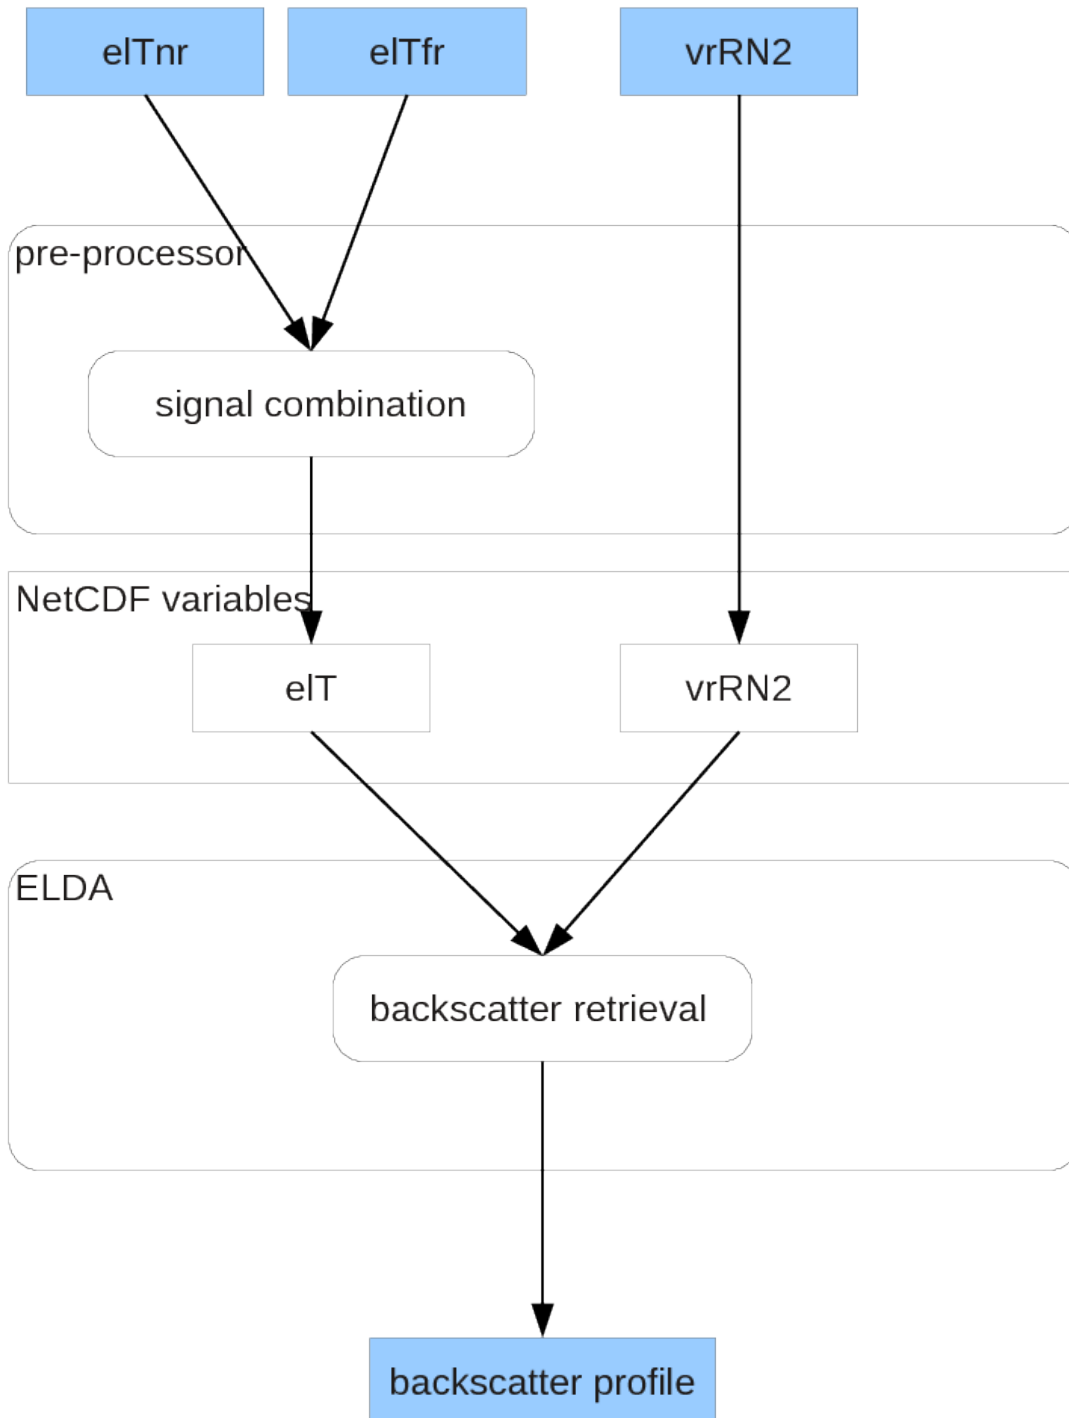 elTnr
elTfr
vrRN2
pre-processor
signal combination
NetCDF variables
elT
vrRN2
ELDA
backscatter retrieval
backscatter profile